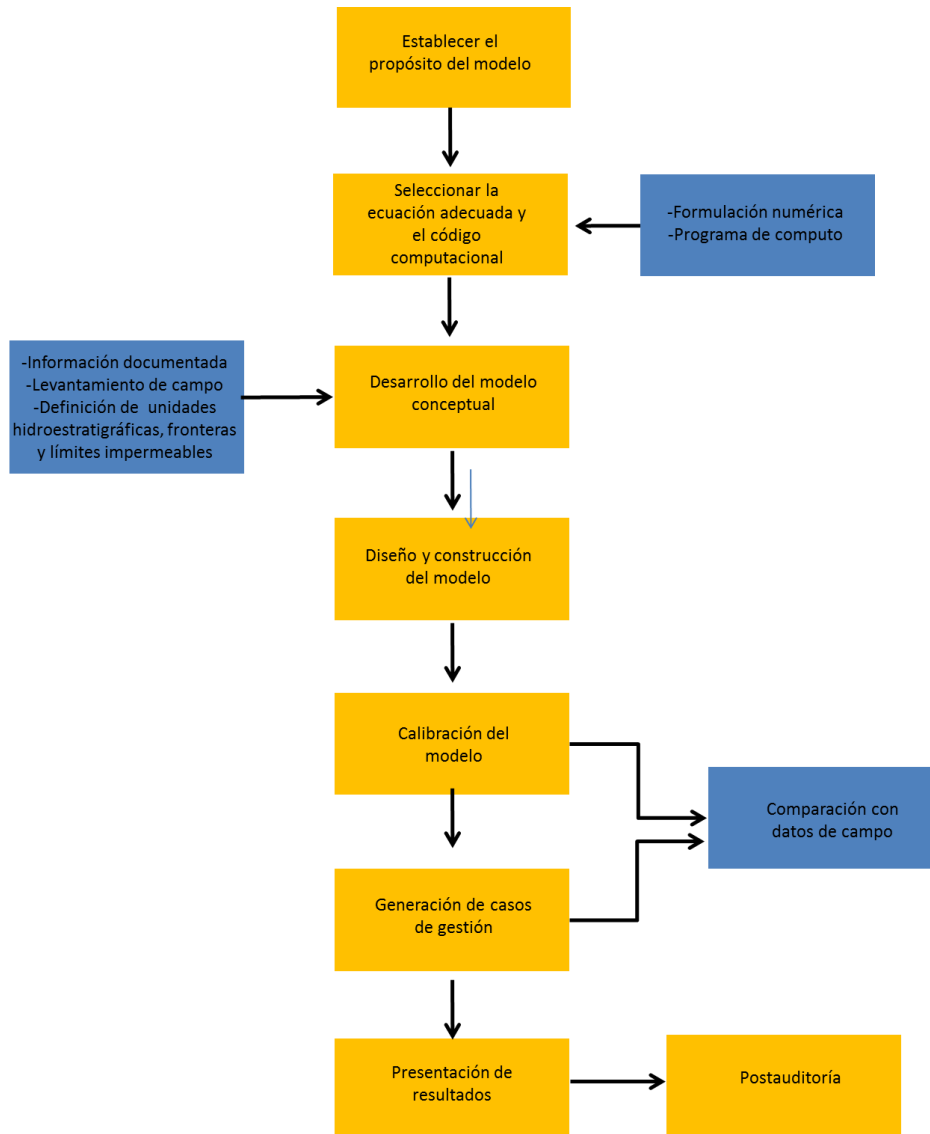 Establecer el
propósito del modelo
Seleccionar la
ecuación adecuada y
el código
computacional
-Formulación numérica
-Programa de computo
-Información documentada
-Levantamiento de campo
-Definición de unidades
hidroestratigráficas, fronteras
y límites impermeables
Desarrollo del modelo
conceptual
Diseño y construcción
del modelo
Calibración del
modelo
Comparación con
datos de campo
Generación de casos
de gestión
Presentación de
resultados
Postauditoría